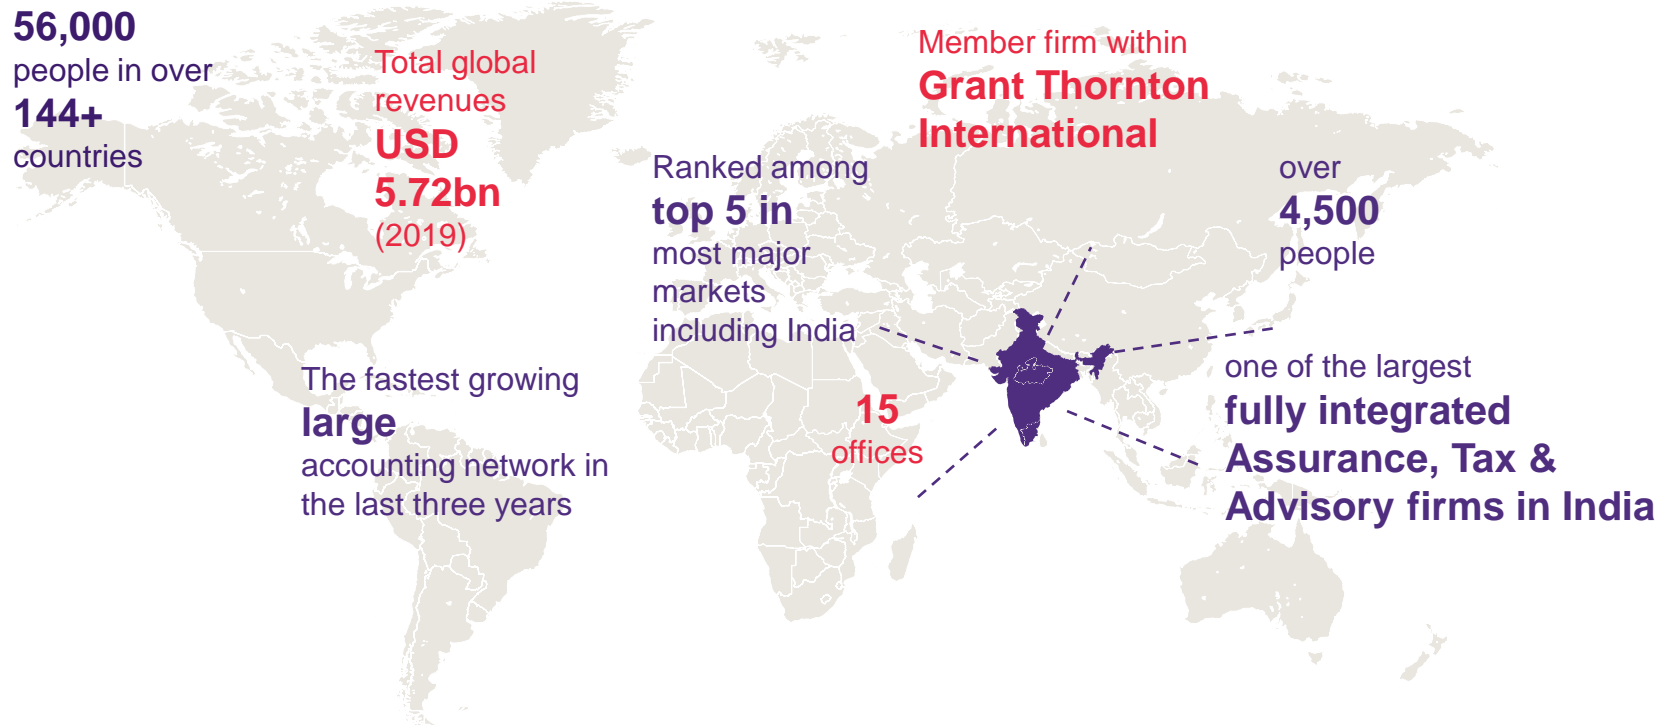 56,000
people in over
144+
countries
Total global
revenues
USD
5.72bn
(2019)
Member firm within
Grant Thornton
International
Ranked among
top 5 in
most major
markets
including India
over
4,500
people
The fastest growing
large
accounting network in
the last three years
15
offices
one of the largest
fully integrated
Assurance, Tax &
Advisory firms in India